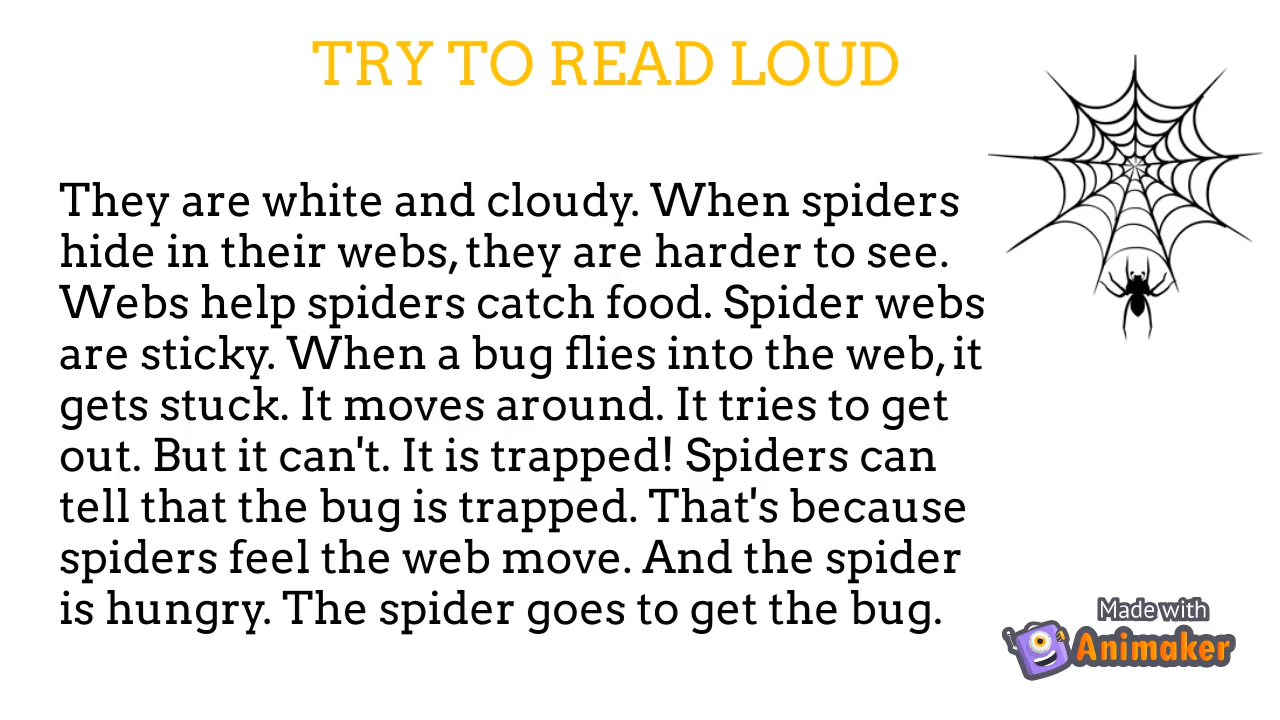 TRY TO READ LOUD
They are white and cloudy. When spiders
hide in their webs, they are harder to see.
Webs help spiders catch food. Spider webs
are sticky. When a bug flies into the web, it
gets stuck. It moves around. It tries to get
out. But it can't. It is trapped! Spiders can
tell that the bug is trapped. That's because
spiders feel the web move. And the spider
is hungry. The spider goes to get the bug.
Made with
Animaker